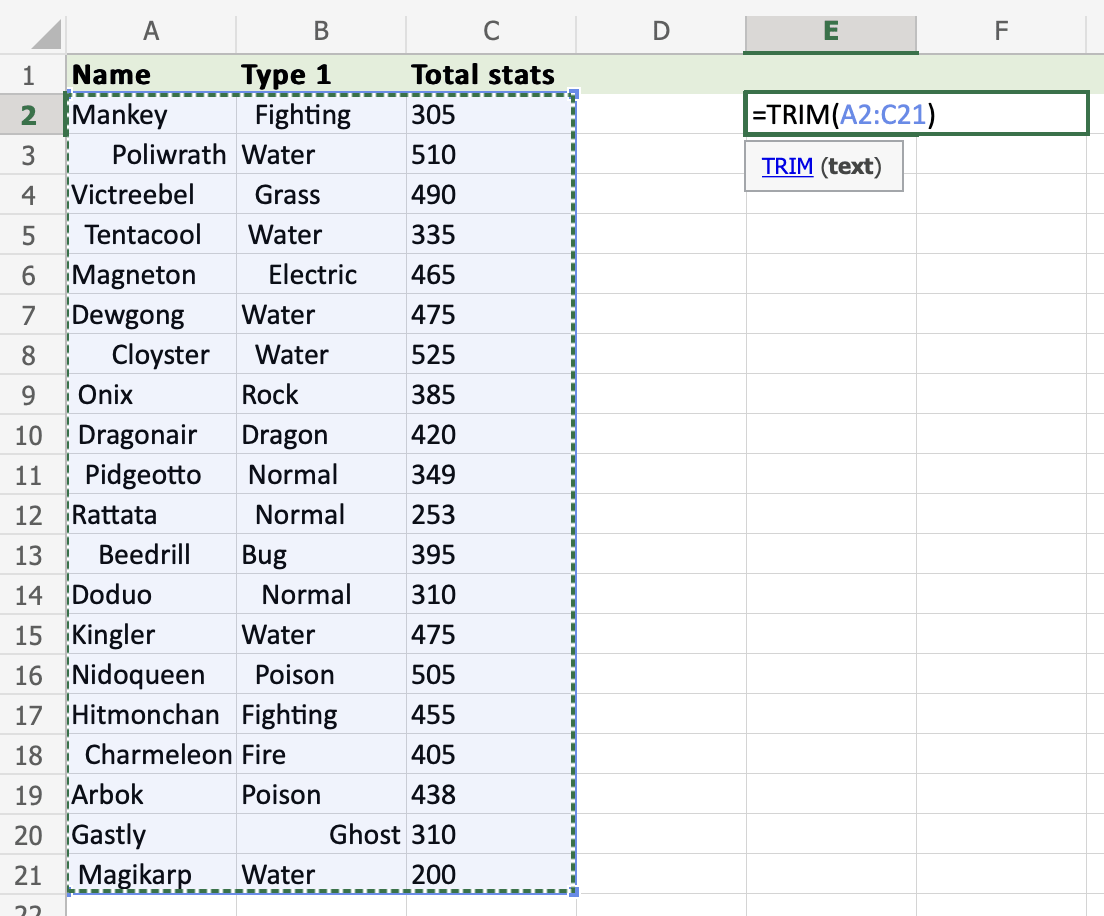 A B C D E F
1 Name Type 1 Total stats
2 Mankey Fighting 305 =TRIM(A2:C21)
3 Poliwrath Water 510 TRIM (text)
4 Victreebel Grass 490
5 Tentacool Water 335
6 Magneton Electric 465
7 Dewgong Water 475
8 Cloyster Water 525
9 Onix Rock 385
10 Dragonair Dragon 420
11 Pidgeotto Normal 349
12 Rattata Normal 253
13 Beedrill Bug 395
14 Doduo Normal 310
15 Kingler Water 475
16 Nidoqueen Poison 505
17 Hitmonchan Fighting 455
18 Charmeleon Fire 405
19 Arbok Poison 438
20 Gastly Ghost 310
21 Magikarp Water 200
22